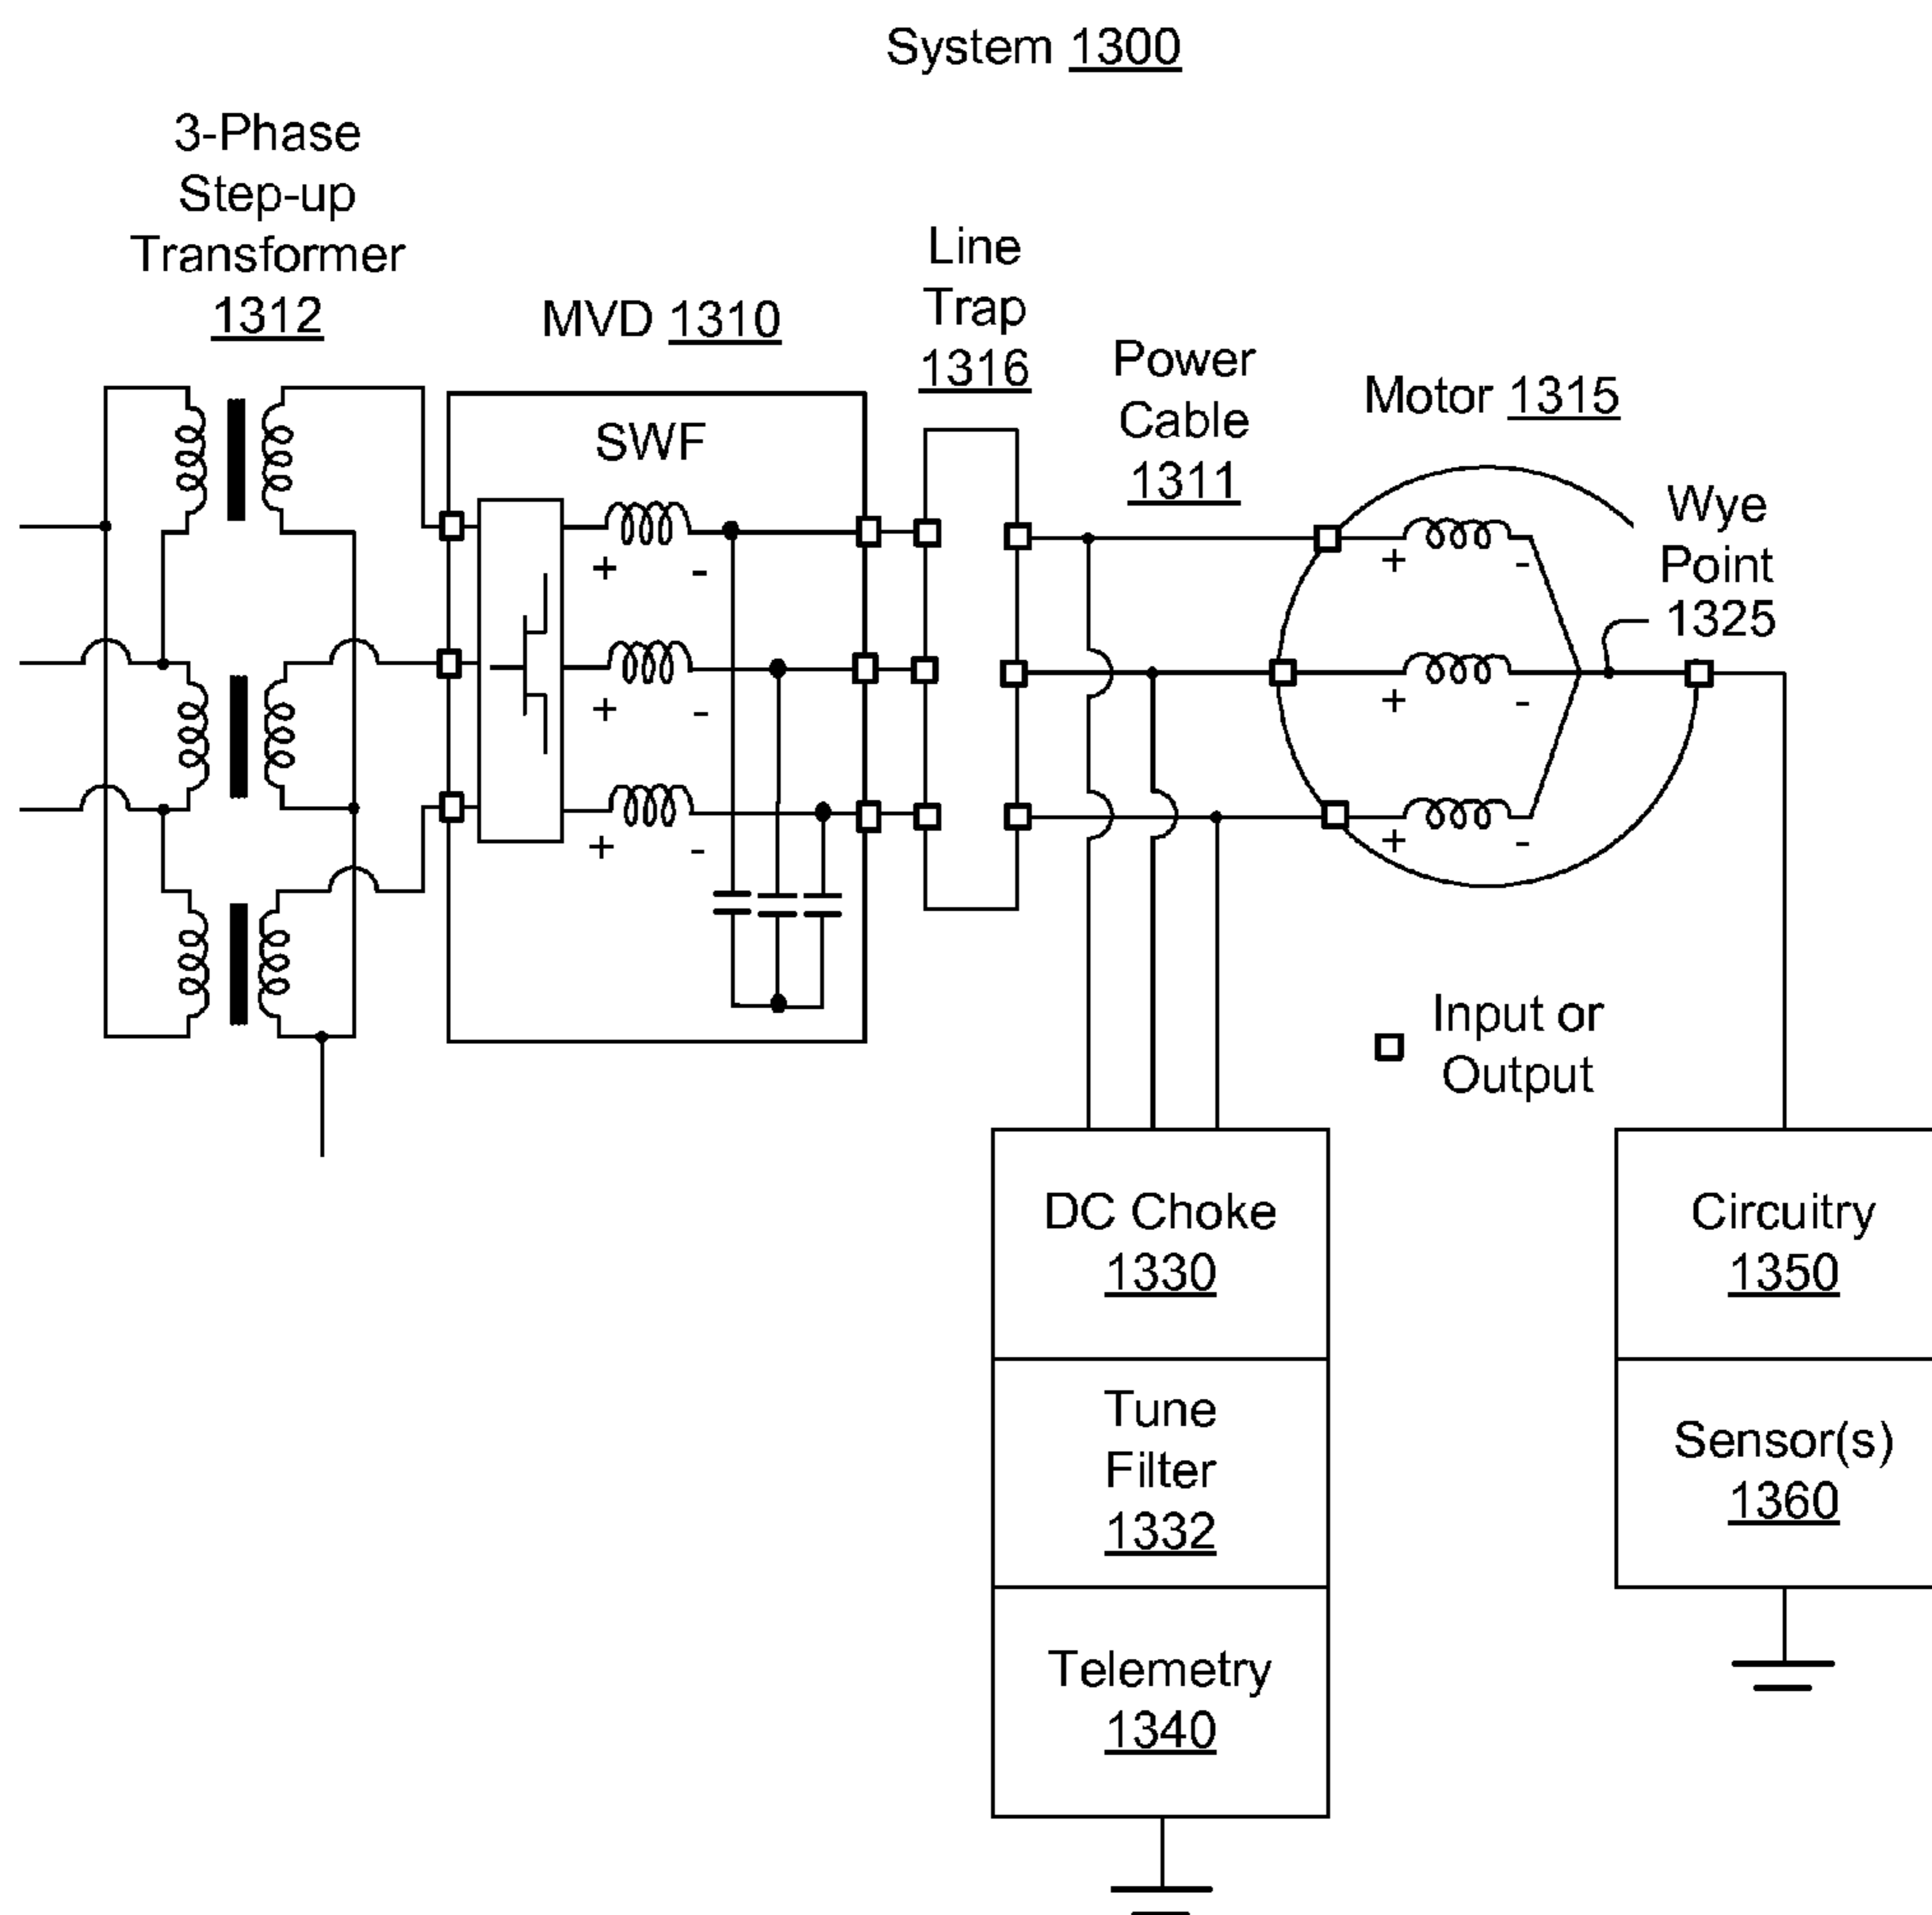 System 1300
3-Phase
Step-up
Transformer
1312
MVD 1310
SWF
+
-
+
-
+
-
Line
Trap
1316
Power
Cable
1311
Motor 1315
+
-
+
-
+
-
Wye
Point
1325
Input or
Output
DC Choke
1330
Tune
Filter
1332
Telemetry
1340
Circuitry
1350
Sensor(s)
1360